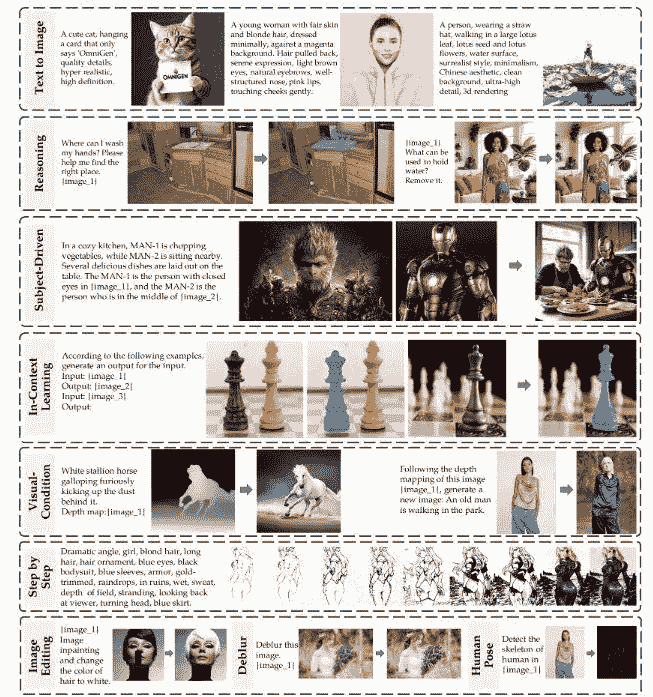 Text to Image
A cute cat, hanging
a card that only
says 'OmniGen',
quality details,
hyper realistic,
high definition.
OMNIGEN
A young woman with fair skin
and blonde hair, dressed
minimally, against a magenta
background. Hair pulled back,
serene expression, light brown
eyes, natural eyebrows, well-
structured nose, pink lips,
touching cheeks gently.
A person, wearing a straw
hat, walking in a large lotus
leaf, lotus seed and lotus
flowers, water surface,
surrealist style, minimalism,
Chinese aesthetic, clean
background, ultra-high
detail, 3d rendering
Reasoning
Where can I wash
my hands? Please
help me find the
right place.
{image_1}
{image_1}
What can be
used to hold
water?
Remove it.
Subject-Driven
In a cozy kitchen, MAN-1 is chopping
vegetables, while MAN-2 is sitting nearby.
Several delicious dishes are laid out on the
table. The MAN-1 is the person with closed
eyes in {image_1}, and the MAN-2 is the
person who is in the middle of {image_2}.
In-Context
Learning
According to the following examples,
generate an output for the input.
Input: {image_1}
Output: {image_2}
Input: {image_3}
Output:
Visual-
Condition
White stallion horse
galloping furiously
kicking up the dust
behind it.
Depth map:{image_1}
Following the depth
mapping of this image
{image_1}, generate a
new image: An old man
is walking in the park.
Step by
Step
Dramatic angle, girl, blond hair, long
hair, hair ornament, blue eyes, black
bodysuit, blue sleeves, armor, gold-
trimmed, raindrops, in ruins, wet, sweat,
depth of field, stranding, looking back
at viewer, turning head, blue skirt.
Image
Editing
{image_1}
Image
inpainting
and change
the color of
hair to white.
Deblur
Deblur this
image.
{image_1}
Human
Pose
Detect the
skeleton of
human in
{image_1}